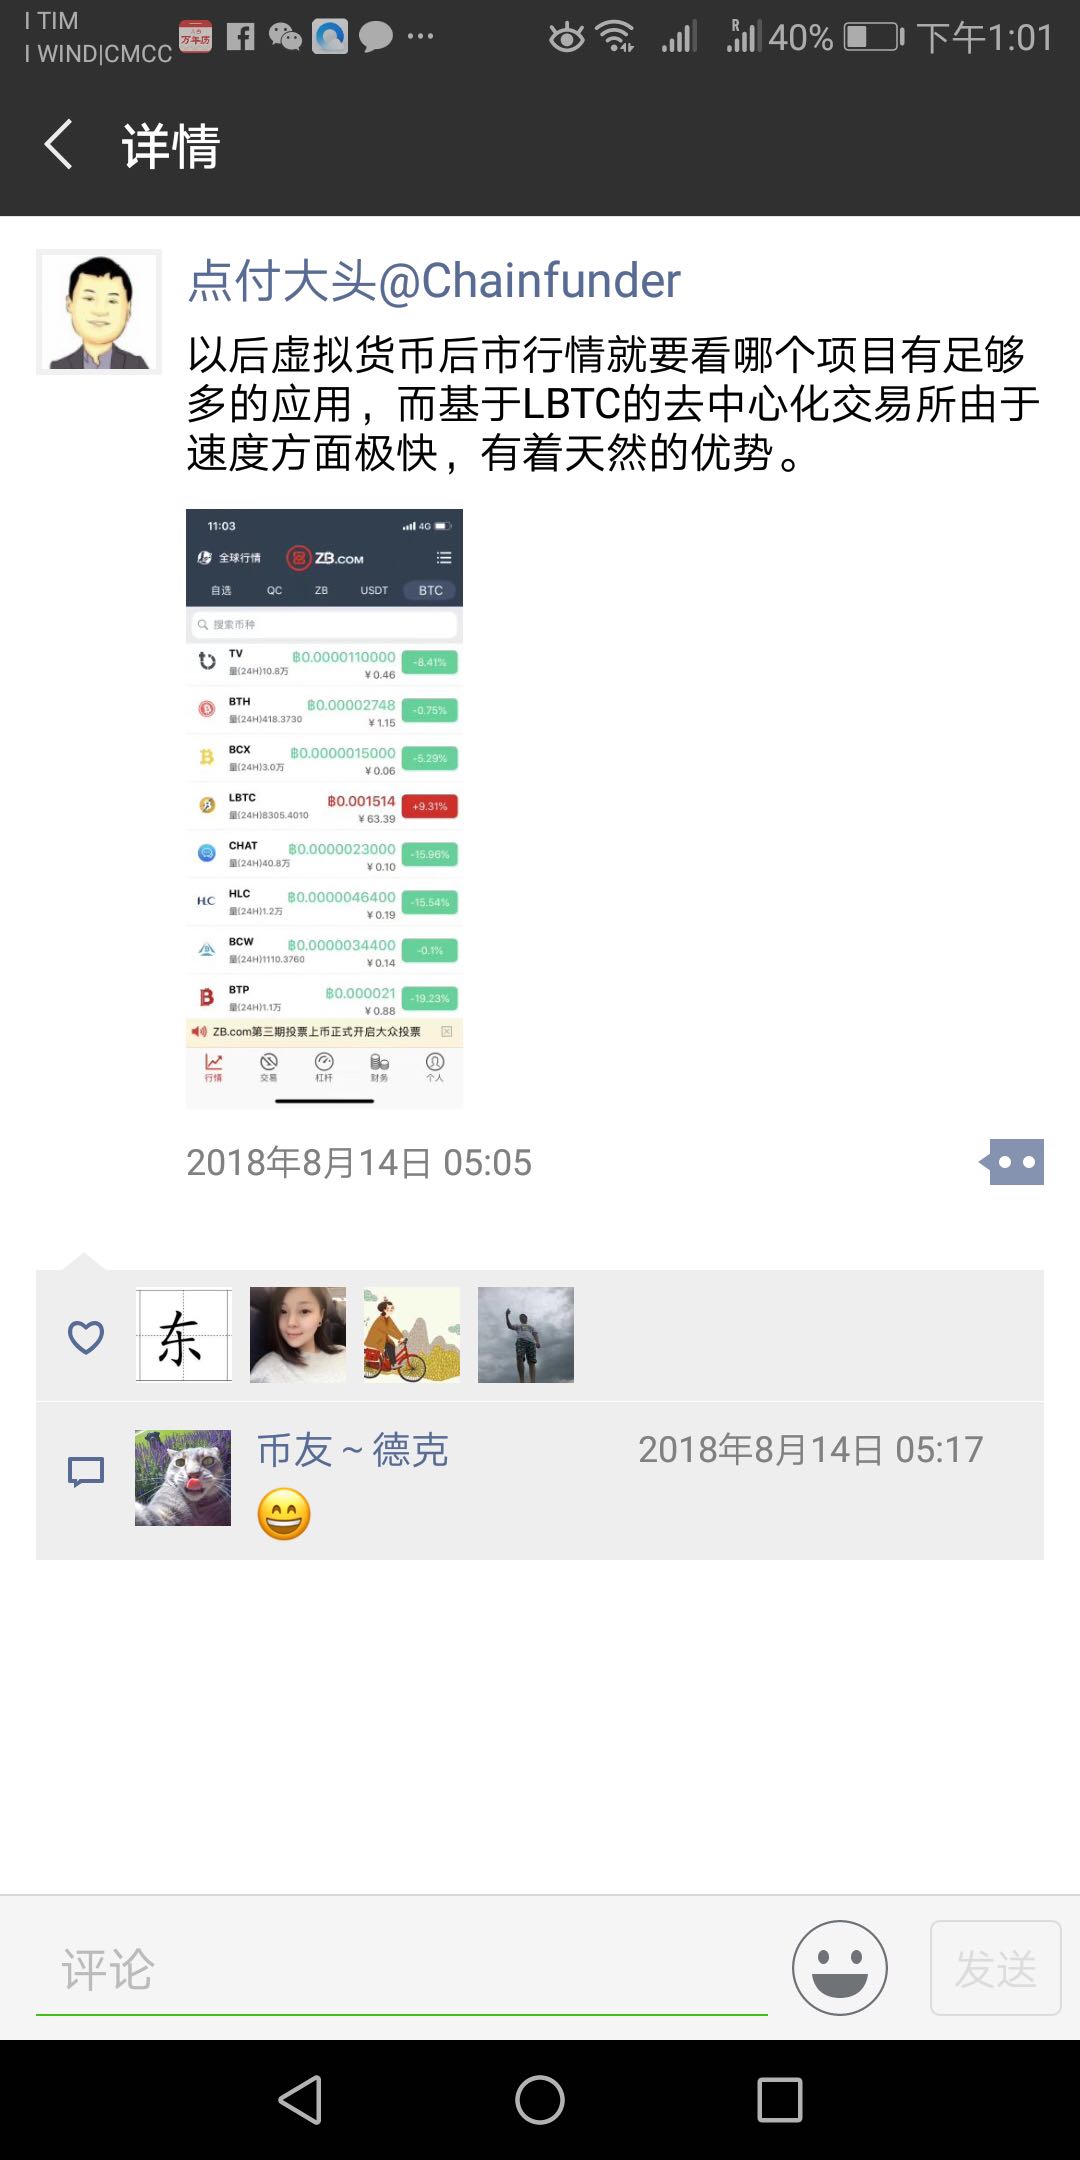 I TIM
I WIND|CMCC
万年历
R
40%
下午1:01
详情
点付大头@Chainfunder
以后虚拟货币后市行情就要看哪个项目有足够
多的应用，而基于LBTC的去中心化交易所由于
速度方面极快，有着天然的优势。
11:03
4G
全球行情
ZB.COM
自选 QC ZB USDT BTC
搜索币种
TV ฿0.0000110000 -8.41%
量(24H)10.8万 ¥0.46
BTH ฿0.00002748 -0.75%
量(24H)418.3730 ¥1.15
BCX ฿0.0000015000 -5.29%
量(24H)3.0万 ¥0.06
LBTC ฿0.001514 +9.31%
量(24H)8305.4010 ¥63.39
CHAT ฿0.0000023000 -15.96%
量(24H)40.8万 ¥0.10
HLC HLC ฿0.0000046400 -15.54%
量(24H)1.2万 ¥0.19
BCW ฿0.0000034400 -0.1%
量(24H)1110.3760 ¥0.14
BTP ฿0.000021 -19.23%
量(24H)1.1万 ¥0.88
ZB.com第三期投票上币正式开启大众投票
行情 交易 杠杆 财务 个人
2018年8月14日 05:05
东
币友~德克
2018年8月14日 05:17
评论
发送